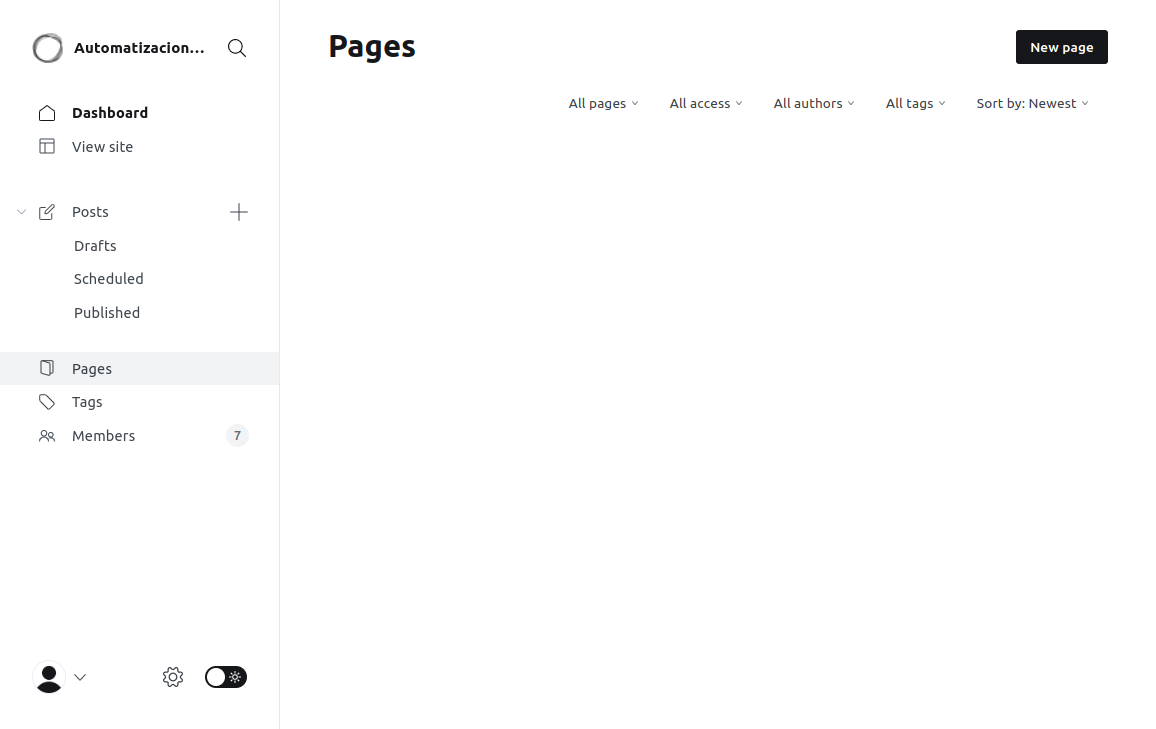 Automatizacion...
Dashboard
View site
Posts
Drafts
Scheduled
Published
Pages
Tags
Members
7
Pages
New page
All pages
All access
All authors
All tags
Sort by: Newest